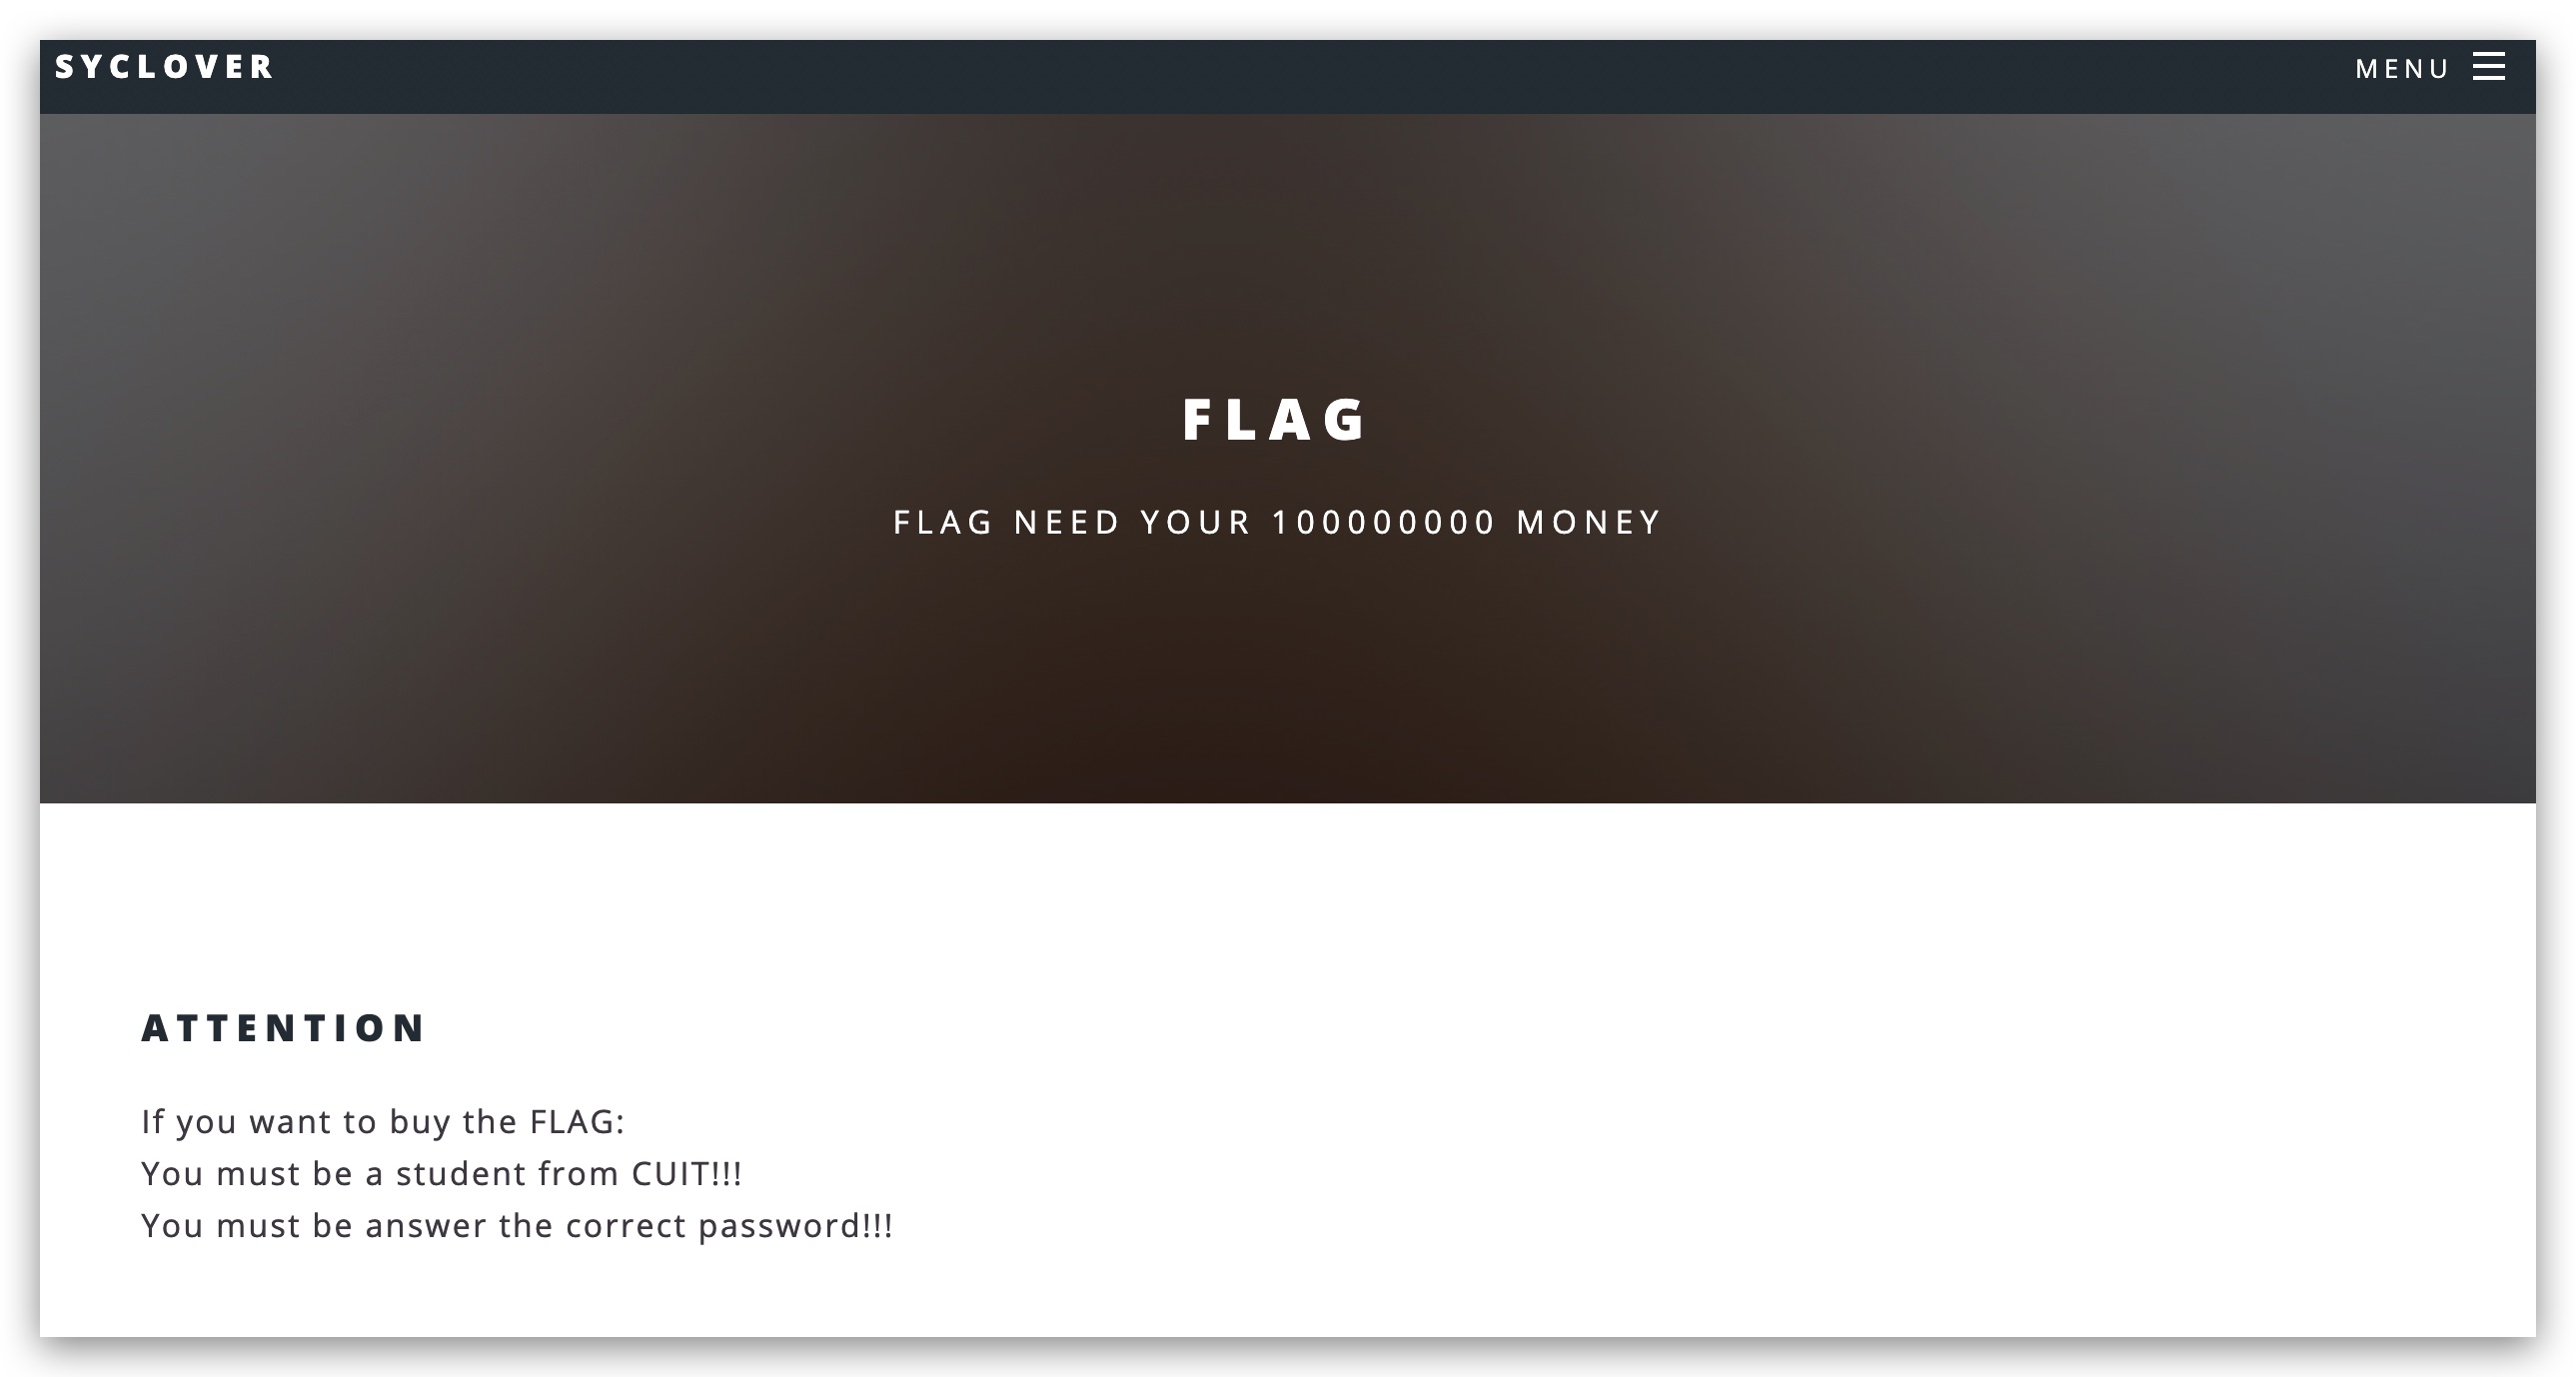 SYCLOVER
MENU
FLAG
FLAG NEED YOUR 100000000 MONEY
ATTENTION
If you want to buy the FLAG:
You must be a student from CUIT!!!
You must be answer the correct password!!!